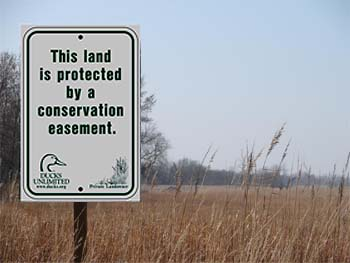 This land
is protected
by a
conservation
easement.
DUCKS
UNLIMITED
www.ducks.org
Private Landowner